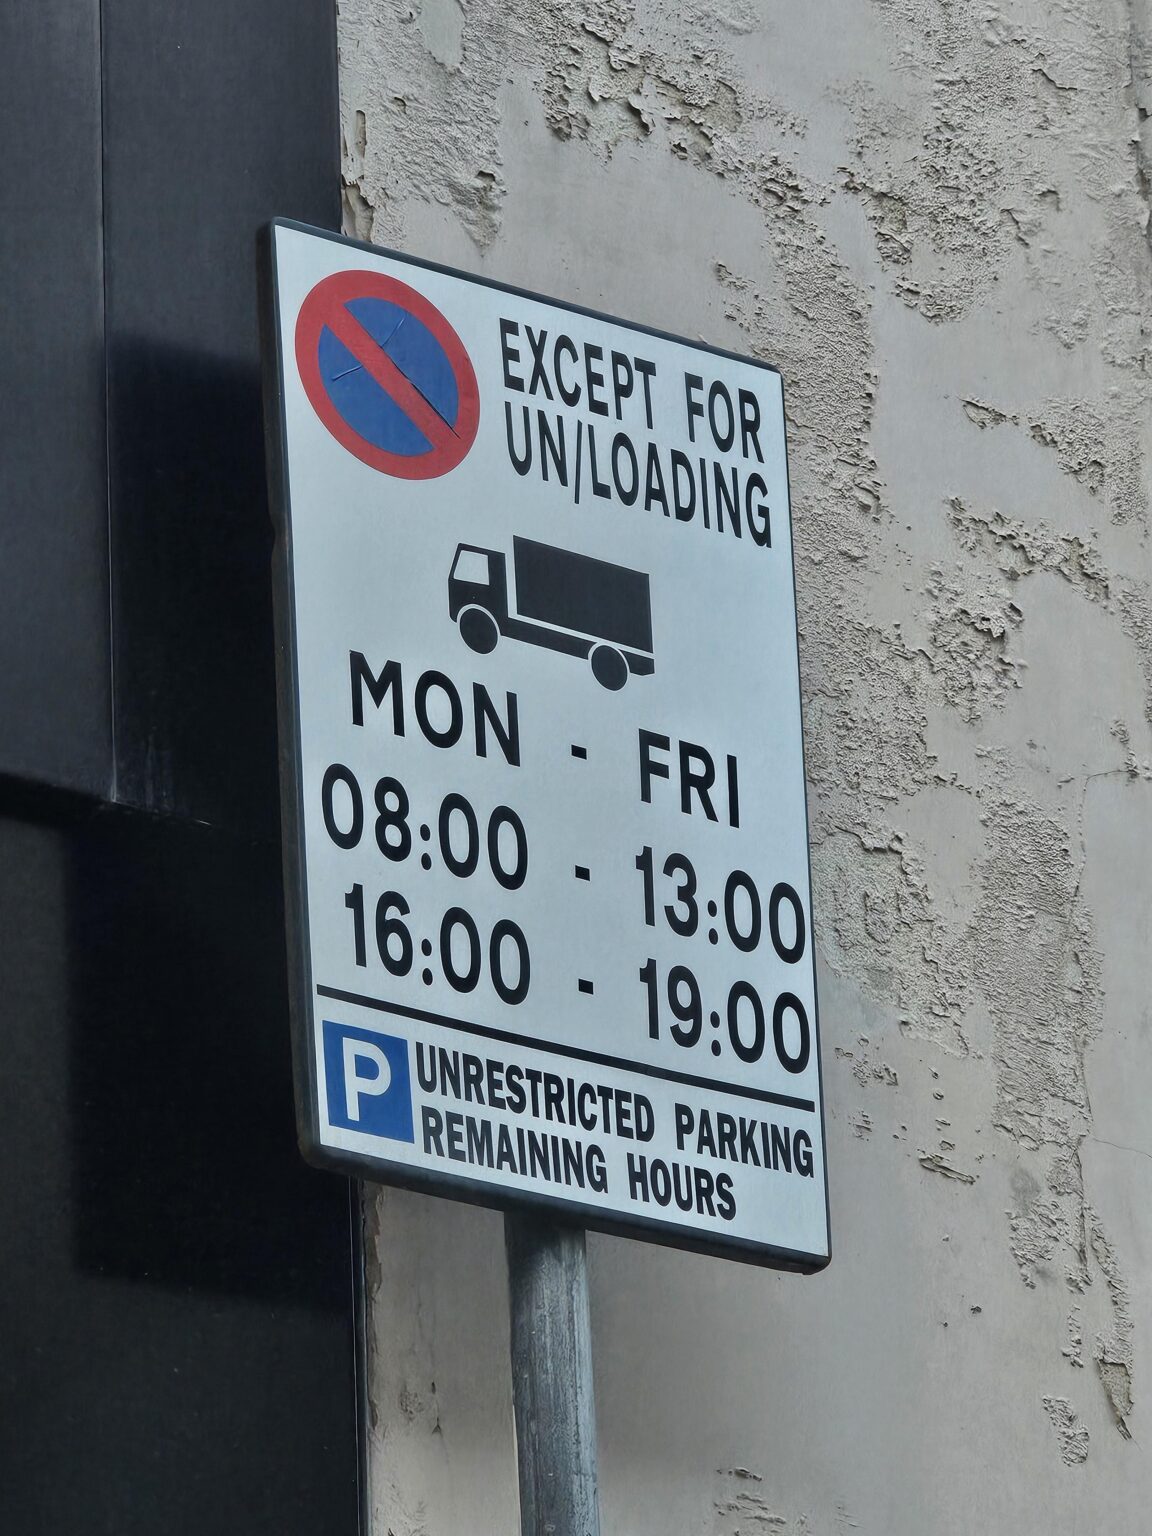 EXCEPT FOR
UN/LOADING
MON - FRI
08:00 - 13:00
16:00 - 19:00
P UNRESTRICTED PARKING
REMAINING HOURS